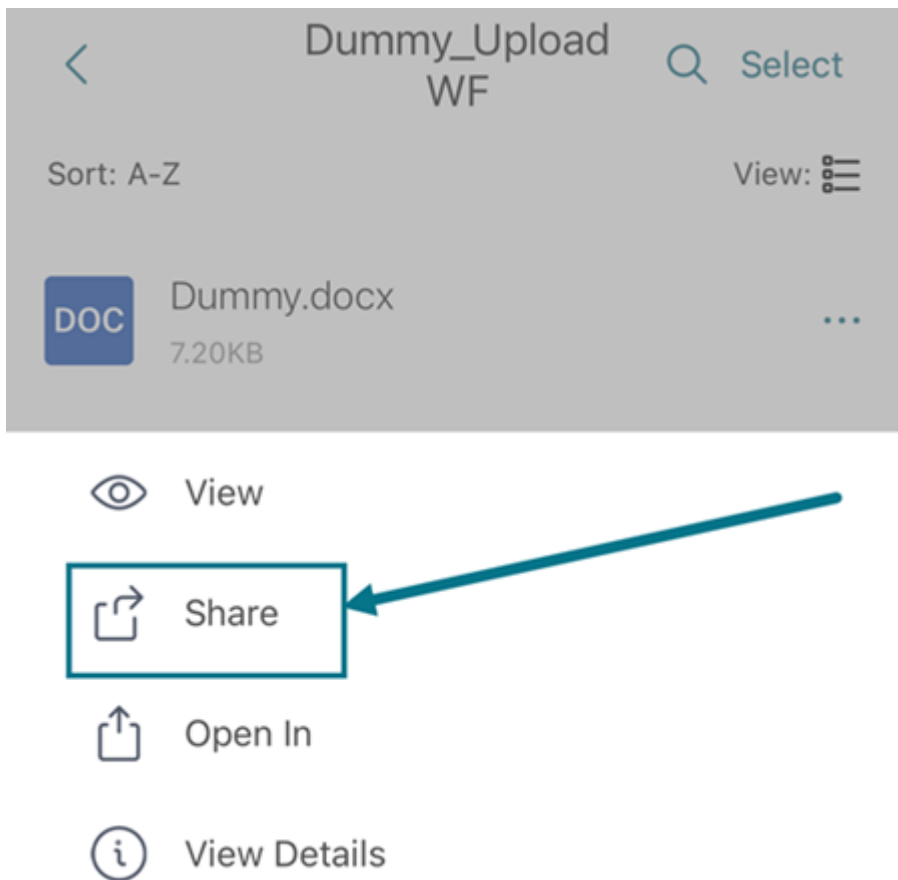 Dummy_Upload
WF
Select
Sort: A-Z
View:
DOC
Dummy.docx
7.20KB
View
Share
Open In
View Details